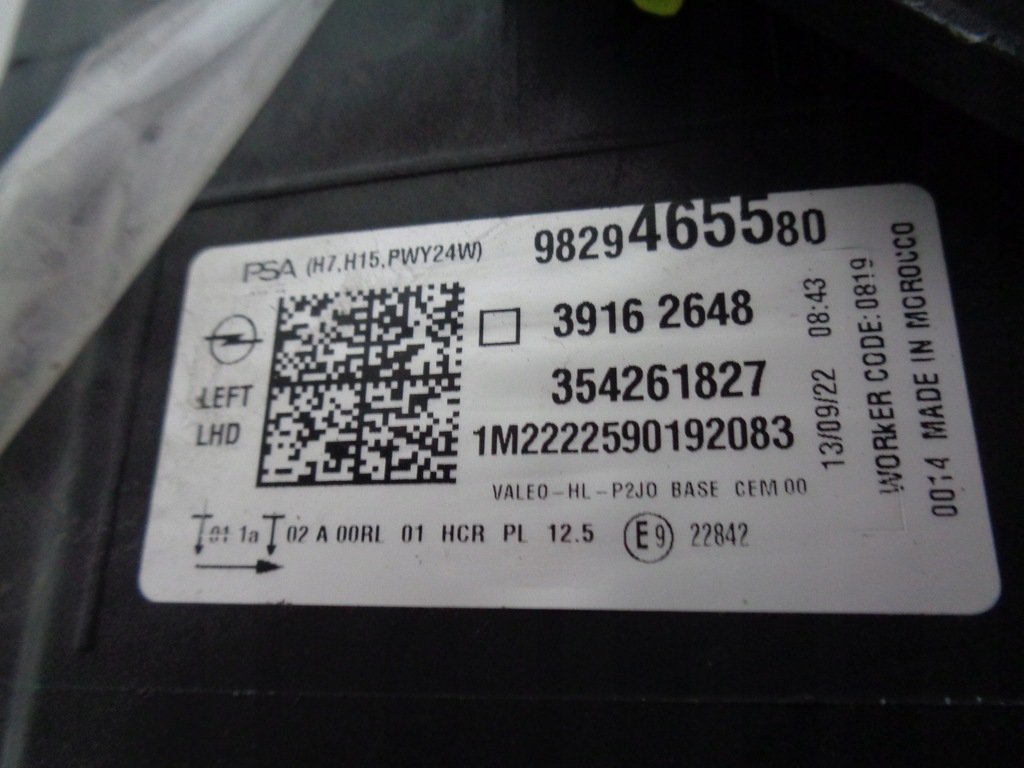 PSA (H7,H15,PWY24W) 9829465580
3916 2648
LEFT
354261827
LHD
1M2222590192083
VALEO-HL-P2JO BASE CEM 00
01 1a 02 A 00RL 01 HCR PL 12.5 E9 22842
13/09/22 08:43
WORKER CODE: 0819
0014 MADE IN MOROCCO